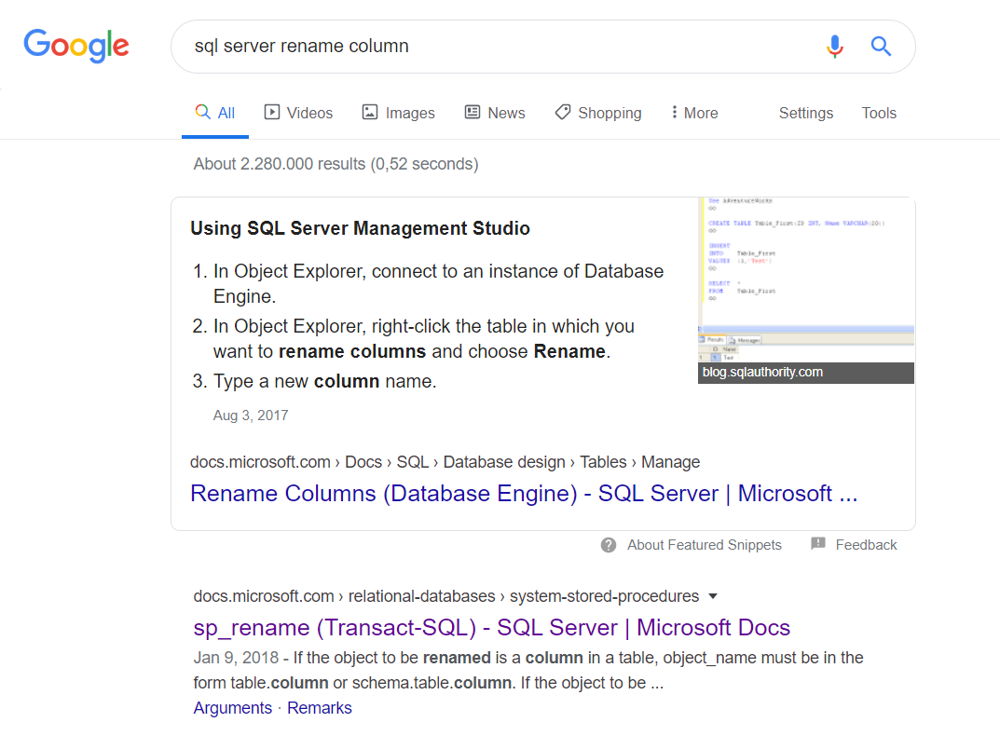 Google
sql server rename column
All Videos Images News Shopping More Settings Tools
About 2.280.000 results (0,52 seconds)
Using SQL Server Management Studio
1. In Object Explorer, connect to an instance of Database
Engine.
2. In Object Explorer, right-click the table in which you
want to rename columns and choose Rename.
3. Type a new column name.
Aug 3, 2017
Use AdventureWorks
GO
CREATE TABLE Table_First(ID INT, Name VARCHAR(20))
GO
INSERT
INTO Table_First
VALUES (1,'Test')
GO
SELECT *
FROM Table_First
GO
Results Messages
ID Name
1 1 Test
blog.sqlauthority.com
docs.microsoft.com › Docs › SQL › Database design › Tables › Manage
Rename Columns (Database Engine) - SQL Server | Microsoft ...
About Featured Snippets Feedback
docs.microsoft.com › relational-databases › system-stored-procedures
sp_rename (Transact-SQL) - SQL Server | Microsoft Docs
Jan 9, 2018 - If the object to be renamed is a column in a table, object_name must be in the
form table.column or schema.table.column. If the object to be ...
Arguments · Remarks